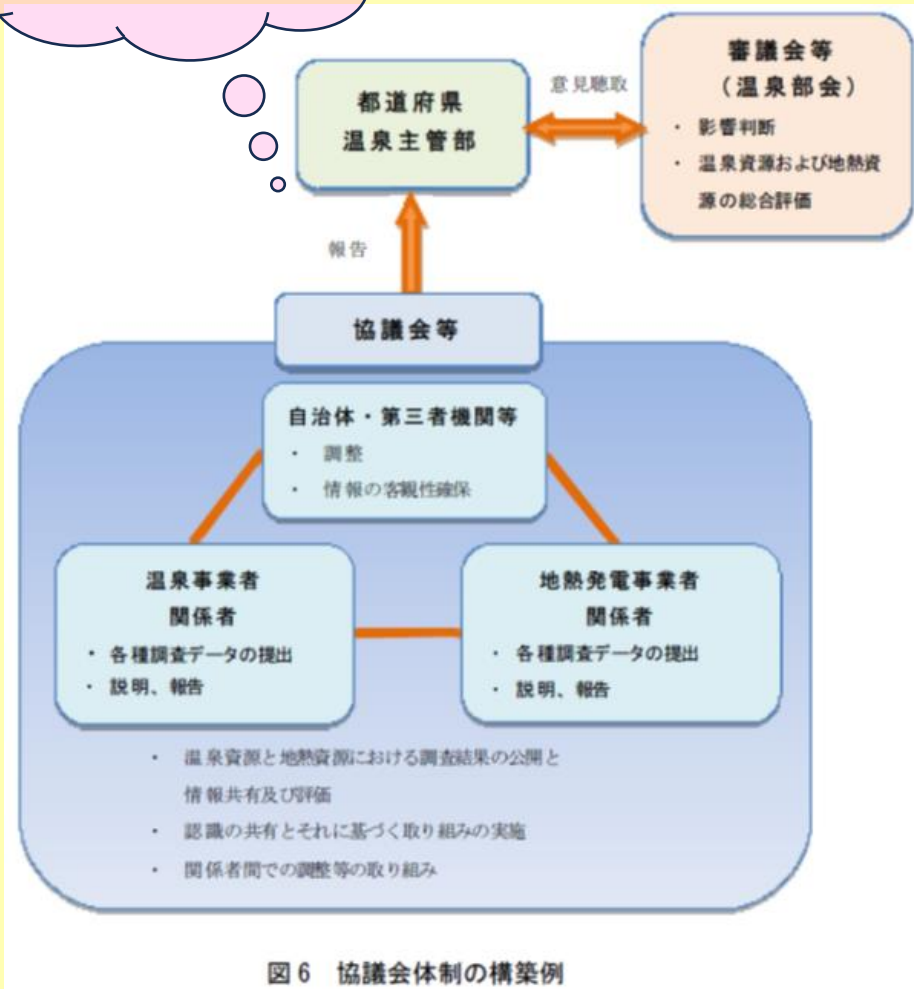 都道府県
温泉主管部
意見聴取
審議会等
（温泉部会）
・ 影響判断
・ 温泉資源および地熱資
源の総合評価
報告
協議会等
自治体・第三者機関等
・ 調整
・ 情報の客観性確保
温泉事業者
関係者
・ 各種調査データの提出
・ 説明、報告
地熱発電事業者
関係者
・ 各種調査データの提出
・ 説明、報告
・ 温泉資源と地熱資源における調査結果の公開と
情報共有及び評価
・ 認識の共有とそれに基づく取り組みの実施
・ 関係者間での調整等の取り組み
図6 協議会体制の構築例